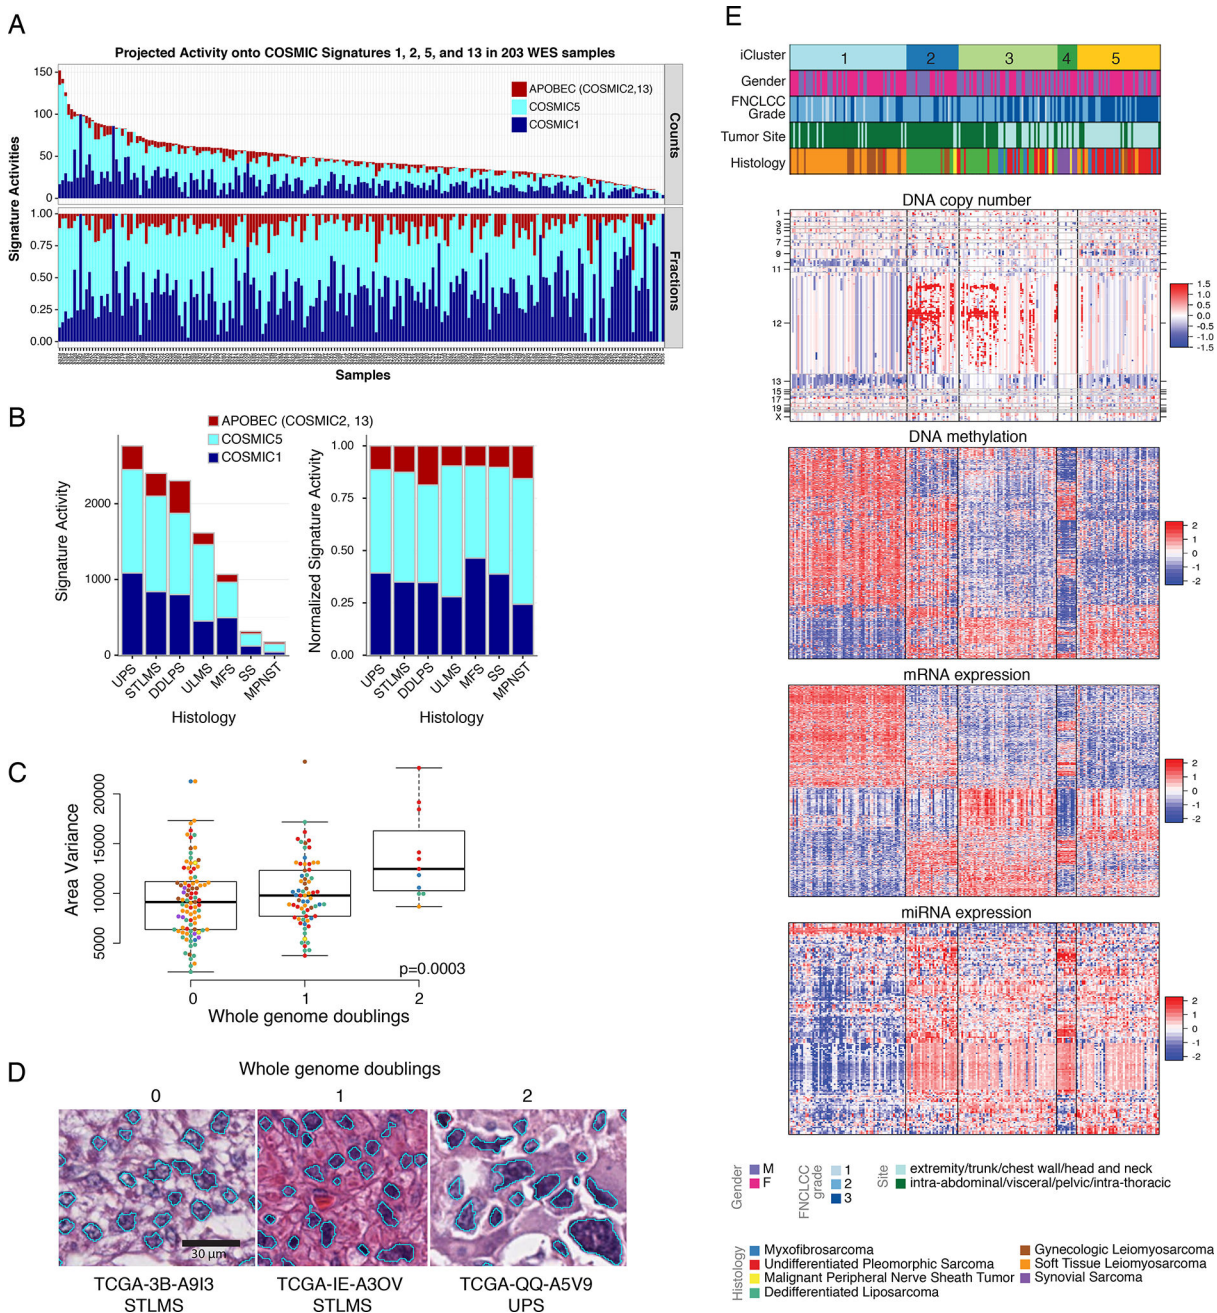 A
Projected Activity onto COSMIC Signatures 1, 2, 5, and 13 in 203 WES samples
150
100
50
0
APOBEC (COSMIC2,13)
COSMIC5
COSMIC1
Counts
Signature Activities
1.00
0.75
0.50
0.25
0.00
Fractions
Samples
B
APOBEC (COSMIC2, 13)
COSMIC5
COSMIC1
Signature Activity
2000
1000
0
UPS
STLMS
DDLPS
ULMS
MFS
SS
MPNST
Histology
Normalized Signature Activity
1.00
0.75
0.50
0.25
0.00
UPS
STLMS
DDLPS
ULMS
MFS
SS
MPNST
Histology
C
Area Variance
20000
15000
10000
5000
p=0.0003
0 1 2
Whole genome doublings
D
Whole genome doublings
0 1 2
30 µm
TCGA-3B-A9I3
STLMS
TCGA-IE-A3OV
STLMS
TCGA-QQ-A5V9
UPS
E
iCluster
1 2 3 4 5
Gender
FNCLCC
Grade
Tumor Site
Histology
DNA copy number
1
3
5
7
9
11
12
13
15
17
19
X
1.5
1.0
0.5
0.0
-0.5
-1.0
-1.5
DNA methylation
2
1
0
-1
-2
mRNA expression
2
1
0
-1
-2
miRNA expression
2
1
0
-1
-2
Gender
M
F
FNCLCC
grade
1
2
3
Site
extremity/trunk/chest wall/head and neck
intra-abdominal/visceral/pelvic/intra-thoracic
Histology
Myxofibrosarcoma
Undifferentiated Pleomorphic Sarcoma
Malignant Peripheral Nerve Sheath Tumor
Dedifferentiated Liposarcoma
Gynecologic Leiomyosarcoma
Soft Tissue Leiomyosarcoma
Synovial Sarcoma